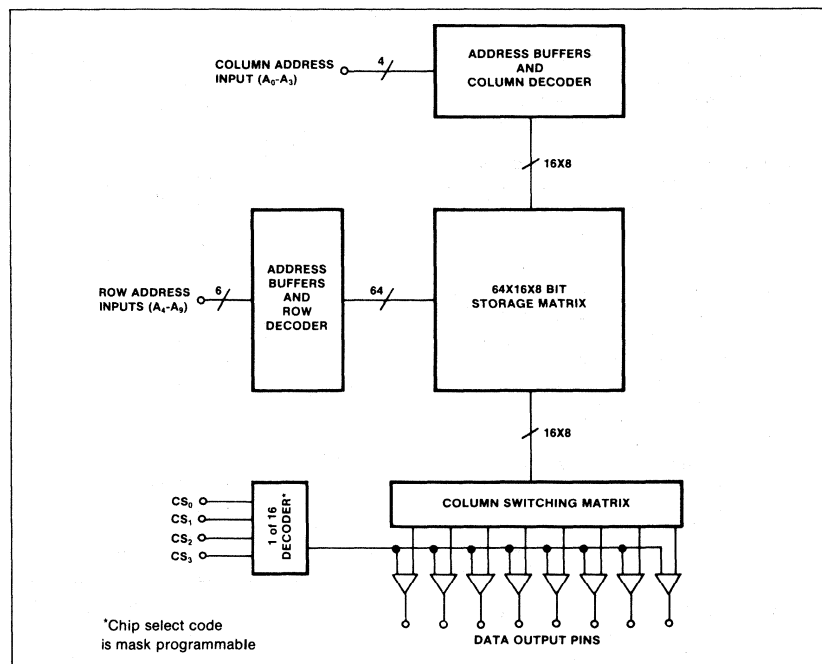 COLUMN ADDRESS
INPUT (A₀-A₃)
4
ADDRESS BUFFERS
AND
COLUMN DECODER
16X8
ROW ADDRESS
INPUTS (A₄-A₉)
6
ADDRESS
BUFFERS
AND
ROW
DECODER
64
64X16X8 BIT
STORAGE MATRIX
16X8
CS₀
CS₁
CS₂
CS₃
1 of 16
DECODER*
COLUMN SWITCHING MATRIX
*Chip select code
is mask programmable
DATA OUTPUT PINS